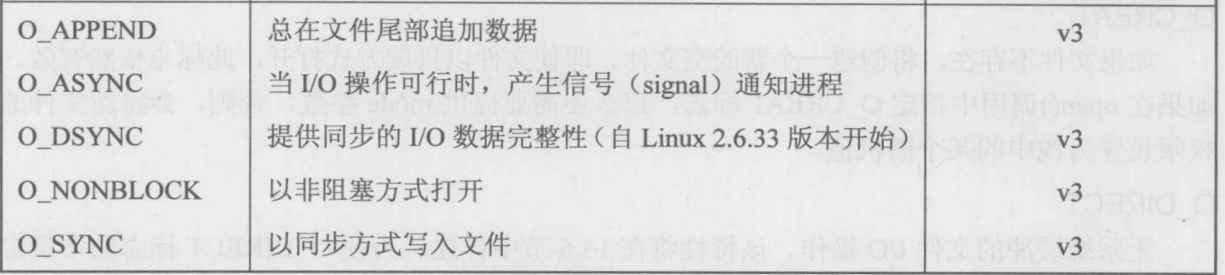 O_APPEND 总在文件尾部追加数据 v3
O_ASYNC 当 I/O 操作可行时，产生信号（signal）通知进程
O_DSYNC 提供同步的 I/O 数据完整性（自 Linux 2.6.33 版本开始） v3
O_NONBLOCK 以非阻塞方式打开 v3
O_SYNC 以同步方式写入文件 v3